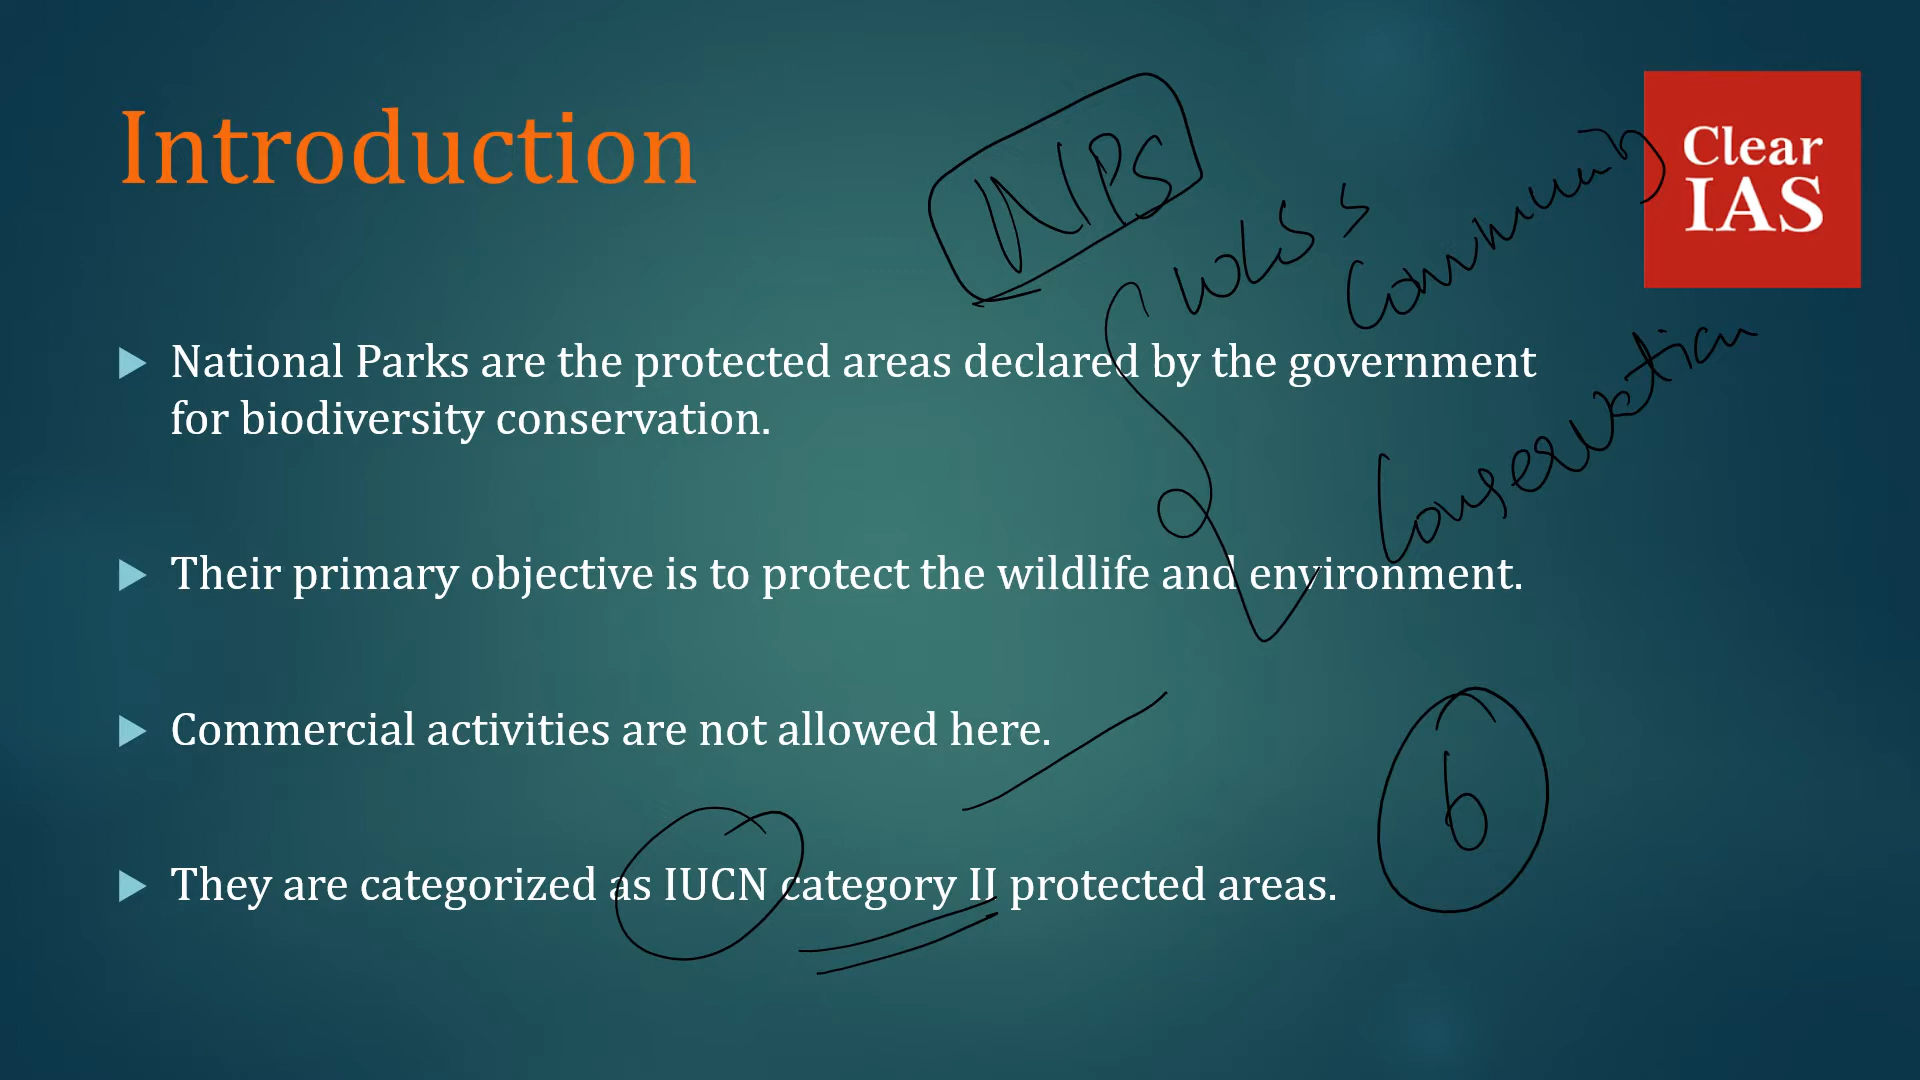 Introduction
NPs
WLS s
Community
Conservation
Clear
IAS
▶ National Parks are the protected areas declared by the government
for biodiversity conservation.
▶ Their primary objective is to protect the wildlife and environment.
▶ Commercial activities are not allowed here.
6
▶ They are categorized as IUCN category II protected areas.